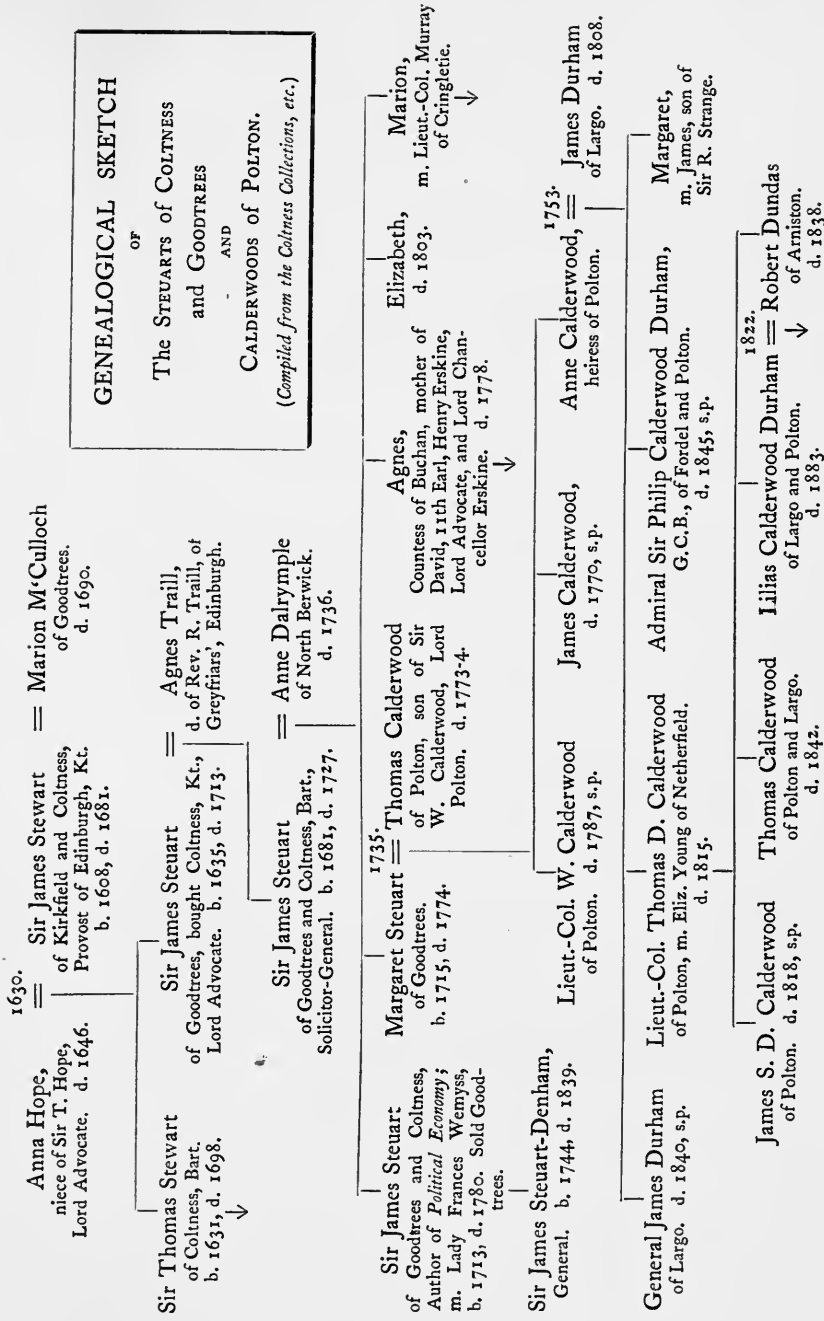 GENEALOGICAL SKETCH
OF
The STEUARTS of COLTNESS
and GOODTREES
AND
CALDERWOODS of POLTON.
(Compiled from the Coltness Collections, etc.)
1630.
Anna Hope,
niece of Sir T. Hope,
Lord Advocate. d. 1646.
=
Sir James Stewart
of Kirkfield and Coltness,
Provost of Edinburgh, Kt.
b. 1608, d. 1681.
=
Marion M'Culloch
of Goodtrees.
d. 1690.
Sir Thomas Stewart
of Coltness, Bart.
b. 1631, d. 1698.
Sir James Steuart
of Goodtrees, bought Coltness, Kt.,
Lord Advocate. b. 1635, d. 1713.
=
Agnes Traill,
d. of Rev. R. Traill, of
Greyfriars', Edinburgh.
Sir James Steuart
of Goodtrees and Coltness, Bart.,
Solicitor-General. b. 1681, d. 1727.
=
Anne Dalrymple
of North Berwick.
d. 1736.
Sir James Steuart
of Goodtrees and Coltness,
Author of Political Economy;
m. Lady Frances Wemyss,
b. 1713, d. 1780. Sold Good-
trees.
1735.
Margaret Steuart
of Goodtrees.
b. 1715, d. 1774.
=
Thomas Calderwood
of Polton, son of Sir
W. Calderwood, Lord
Polton. d. 1773-4.
Agnes,
Countess of Buchan, mother of
David, 11th Earl, Henry Erskine,
Lord Advocate, and Lord Chan-
cellor Erskine. d. 1778.
Elizabeth,
d. 1803.
Marion,
m. Lieut.-Col. Murray
of Cringletie.
Sir James Steuart-Denham,
General. b. 1744, d. 1839.
Lieut.-Col. W. Calderwood
of Polton. d. 1787, s.p.
James Calderwood,
d. 1770, s.p.
1753.
Anne Calderwood,
heiress of Polton.
=
James Durham
of Largo. d. 1808.
General James Durham
of Largo. d. 1840, s.p.
Lieut.-Col. Thomas D. Calderwood
of Polton, m. Eliz. Young of Netherfield.
d. 1815.
Admiral Sir Philip Calderwood Durham,
G.C.B., of Fordel and Polton.
d. 1845, s.p.
Margaret,
m. James, son of
Sir R. Strange.
James S. D. Calderwood
of Polton. d. 1818, s.p.
Thomas Calderwood
of Polton and Largo.
d. 1842.
1822.
Lilias Calderwood Durham
of Largo and Polton.
d. 1883.
=
Robert Dundas
of Arniston.
d. 1838.